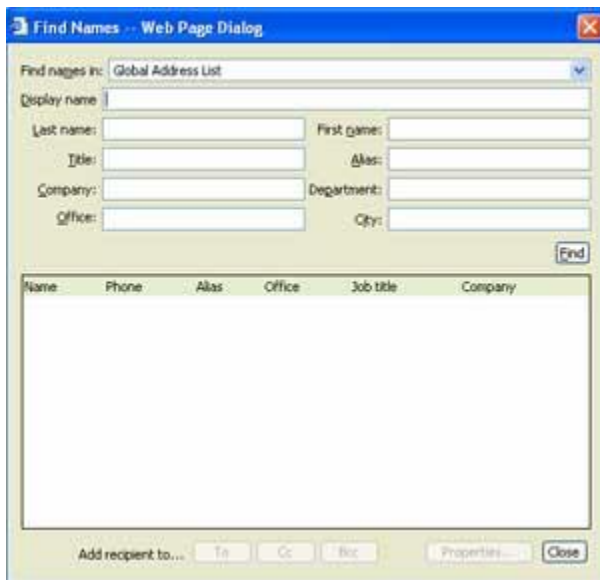 Find Names -- Web Page Dialog
Find names in: Global Address List
Display name
Last name: First name:
Title: Alias:
Company: Department:
Office: City:
Find
Name Phone Alias Office Job title Company
Add recipient to... To Cc Bcc Properties... Close